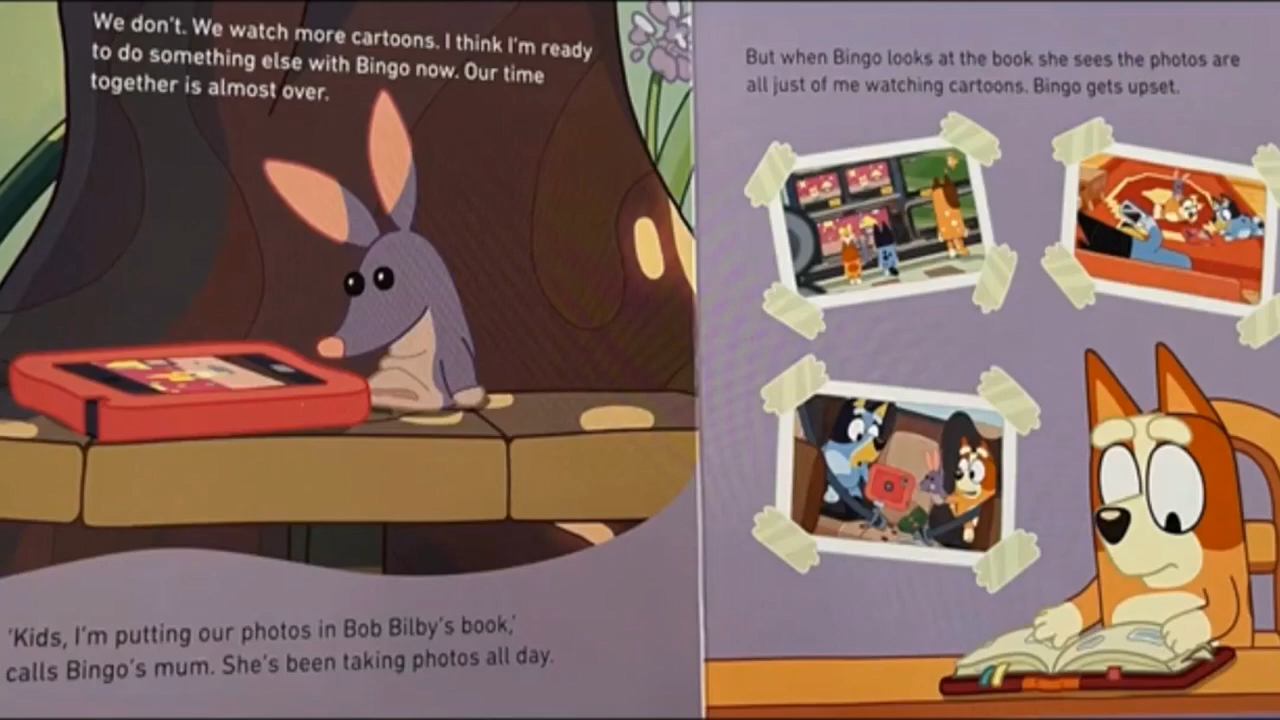 We don't. We watch more cartoons. I think I'm ready
to do something else with Bingo now. Our time
together is almost over.
'Kids, I'm putting our photos in Bob Bilby's book,'
calls Bingo's mum. She's been taking photos all day.
But when Bingo looks at the book she sees the photos are
all just of me watching cartoons. Bingo gets upset.